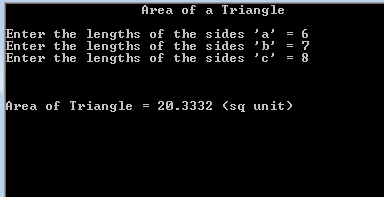 Area of a Triangle
Enter the lengths of the sides 'a' = 6
Enter the lengths of the sides 'b' = 7
Enter the lengths of the sides 'c' = 8
Area of Triangle = 20.3332 (sq unit)